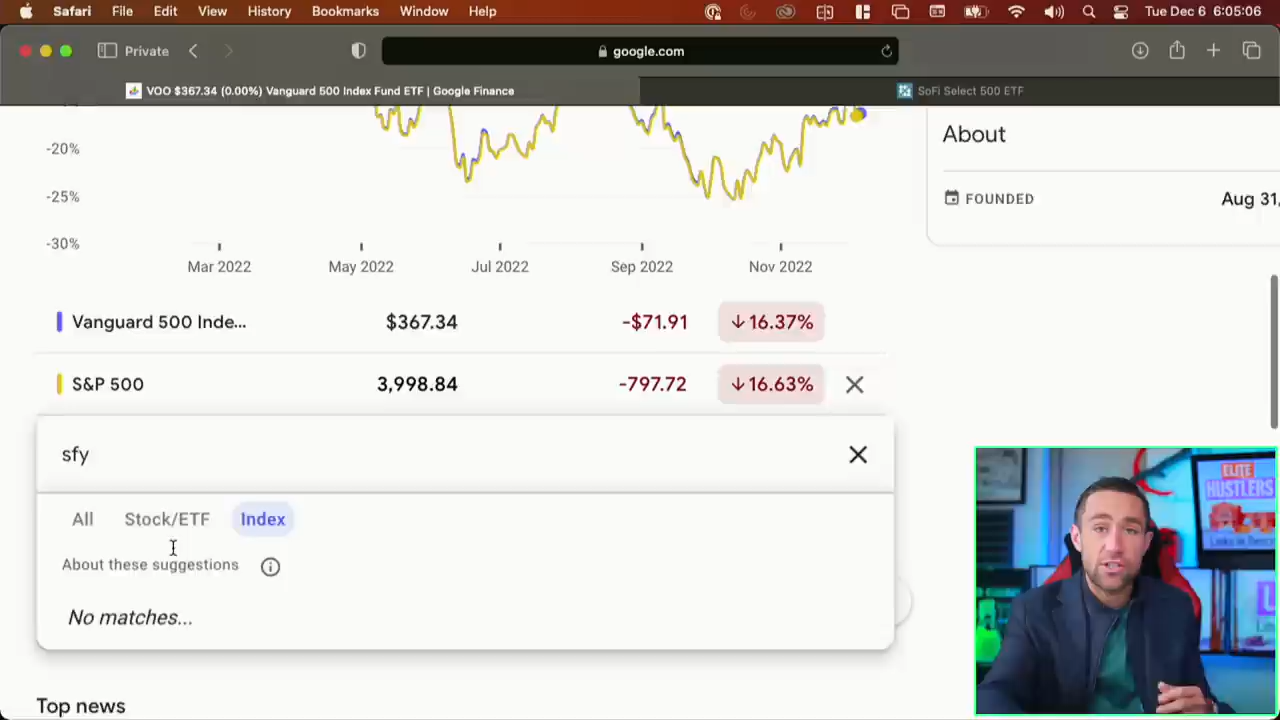 Safari File Edit View History Bookmarks Window Help Tue Dec 6 6:05:06
Private google.com
VOO $367.34 (0.00%) Vanguard 500 Index Fund ETF | Google Finance
SoFi Select 500 ETF
-20%
-25%
-30%
Mar 2022 May 2022 Jul 2022 Sep 2022 Nov 2022
About
FOUNDED Aug 31,
Vanguard 500 Inde... $367.34 -$71.91 ↓16.37%
S&P 500 3,998.84 -797.72 ↓16.63%
sfy
All Stock/ETF Index
About these suggestions
No matches...
Top news
ELITE
HUSTLERS